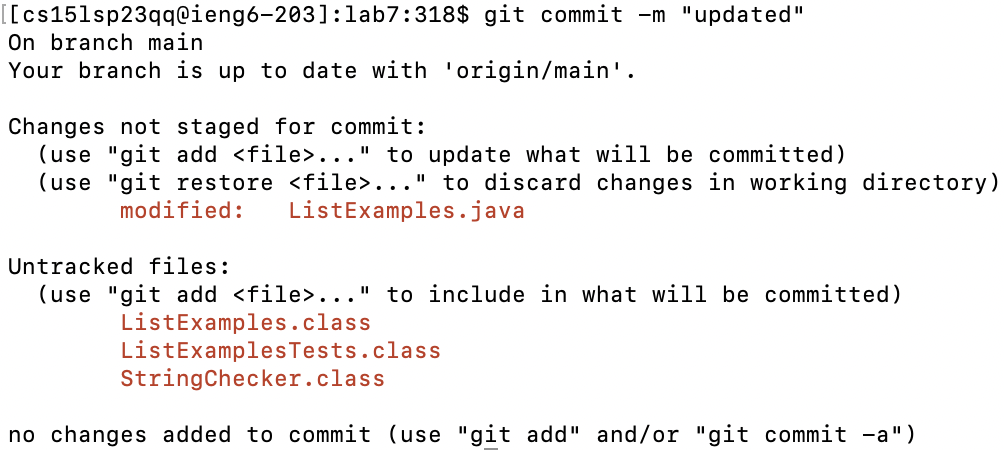 [[cs15lsp23qq@ieng6-203]:lab7:318$ git commit -m "updated"
On branch main
Your branch is up to date with 'origin/main'.
Changes not staged for commit:
(use "git add <file>..." to update what will be committed)
(use "git restore <file>..." to discard changes in working directory)
modified:   ListExamples.java
Untracked files:
(use "git add <file>..." to include in what will be committed)
ListExamples.class
ListExamplesTests.class
StringChecker.class
no changes added to commit (use "git add" and/or "git commit -a")